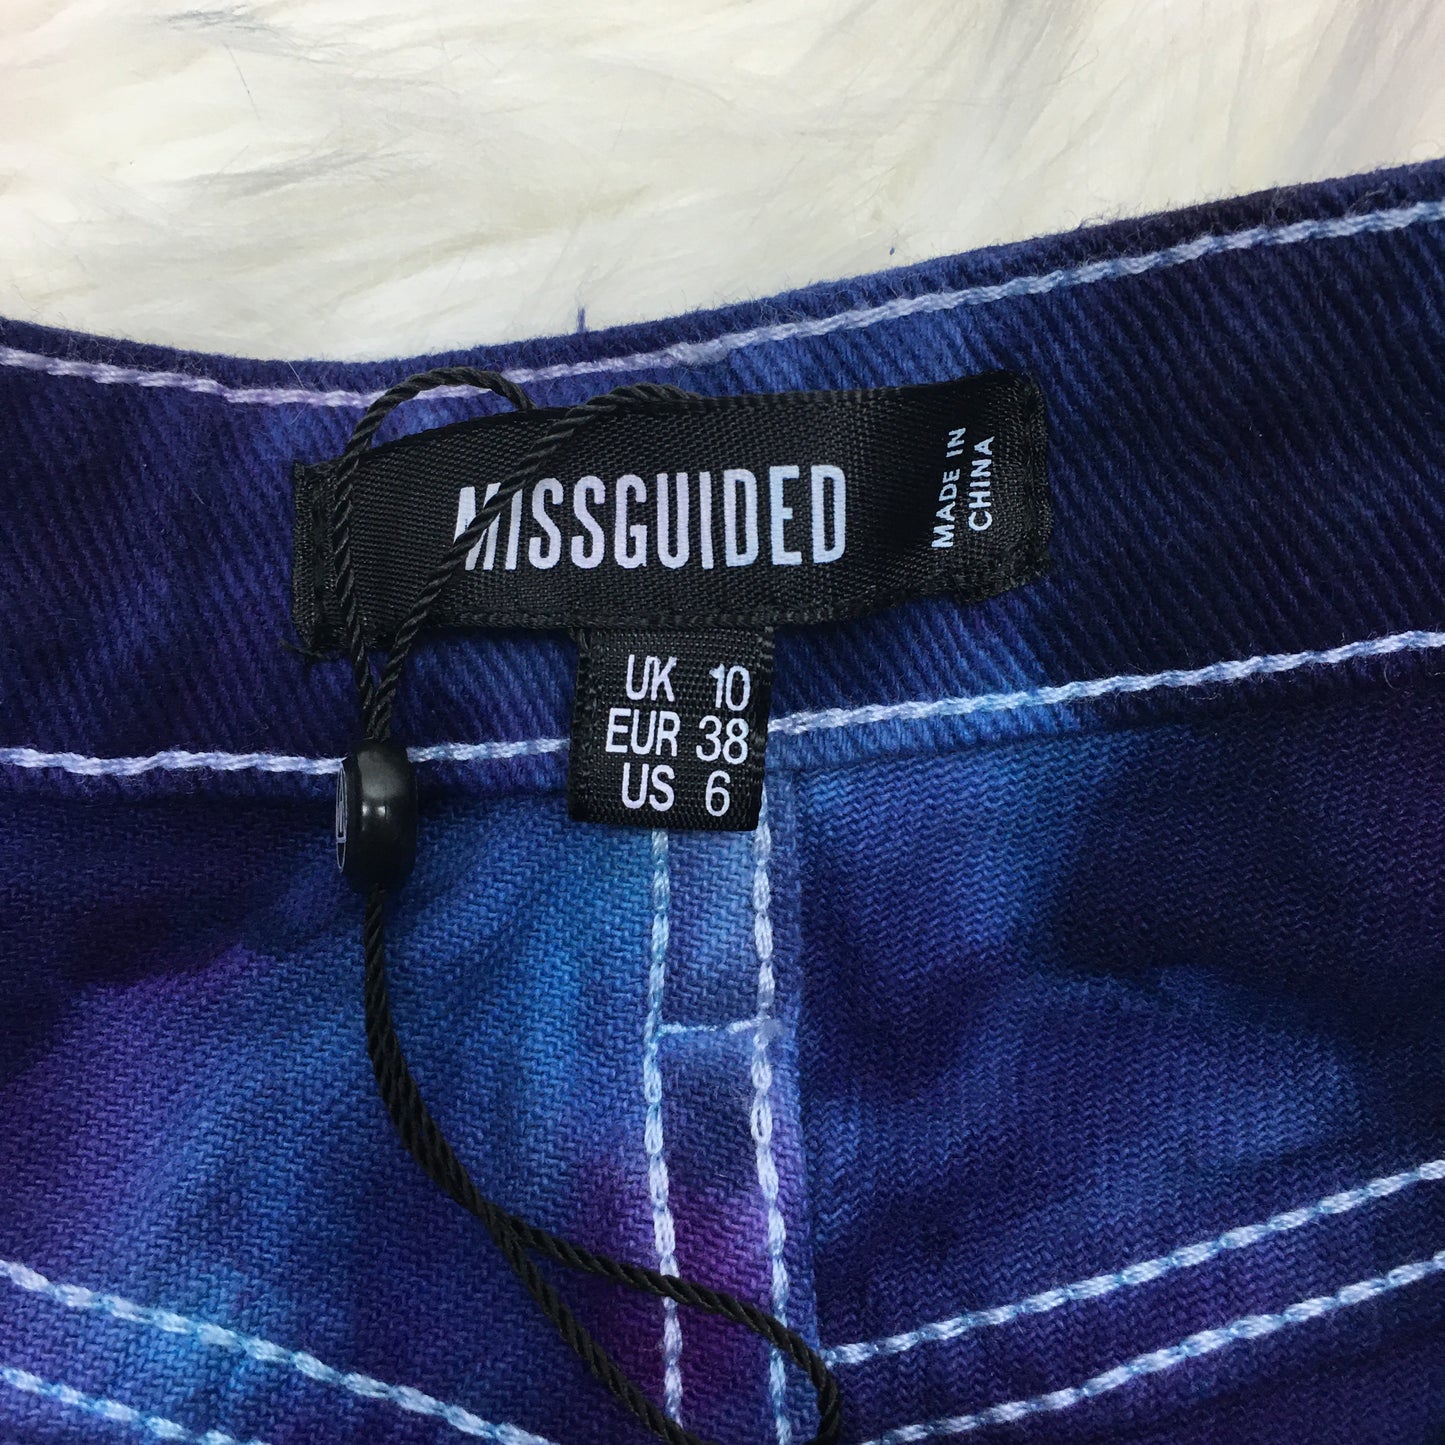 MISSGUIDED
MADE IN
CHINA
UK 10
EUR 38
US 6